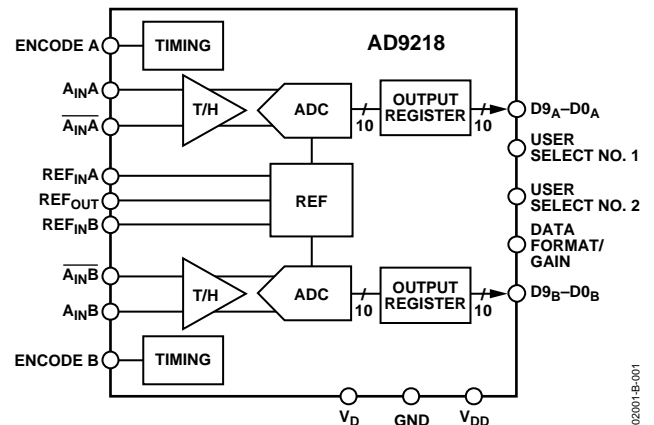 AD9218
ENCODE A
TIMING
AINA
T/H
ADC
10
OUTPUT
REGISTER
10
D9A–D0A
AINA
USER
SELECT NO. 1
REFINA
REFOUT
REFINB
REF
USER
SELECT NO. 2
DATA
FORMAT/
GAIN
AINB
T/H
ADC
10
OUTPUT
REGISTER
10
D9B–D0B
AINB
ENCODE B
TIMING
VD
GND
VDD
02001-B-001